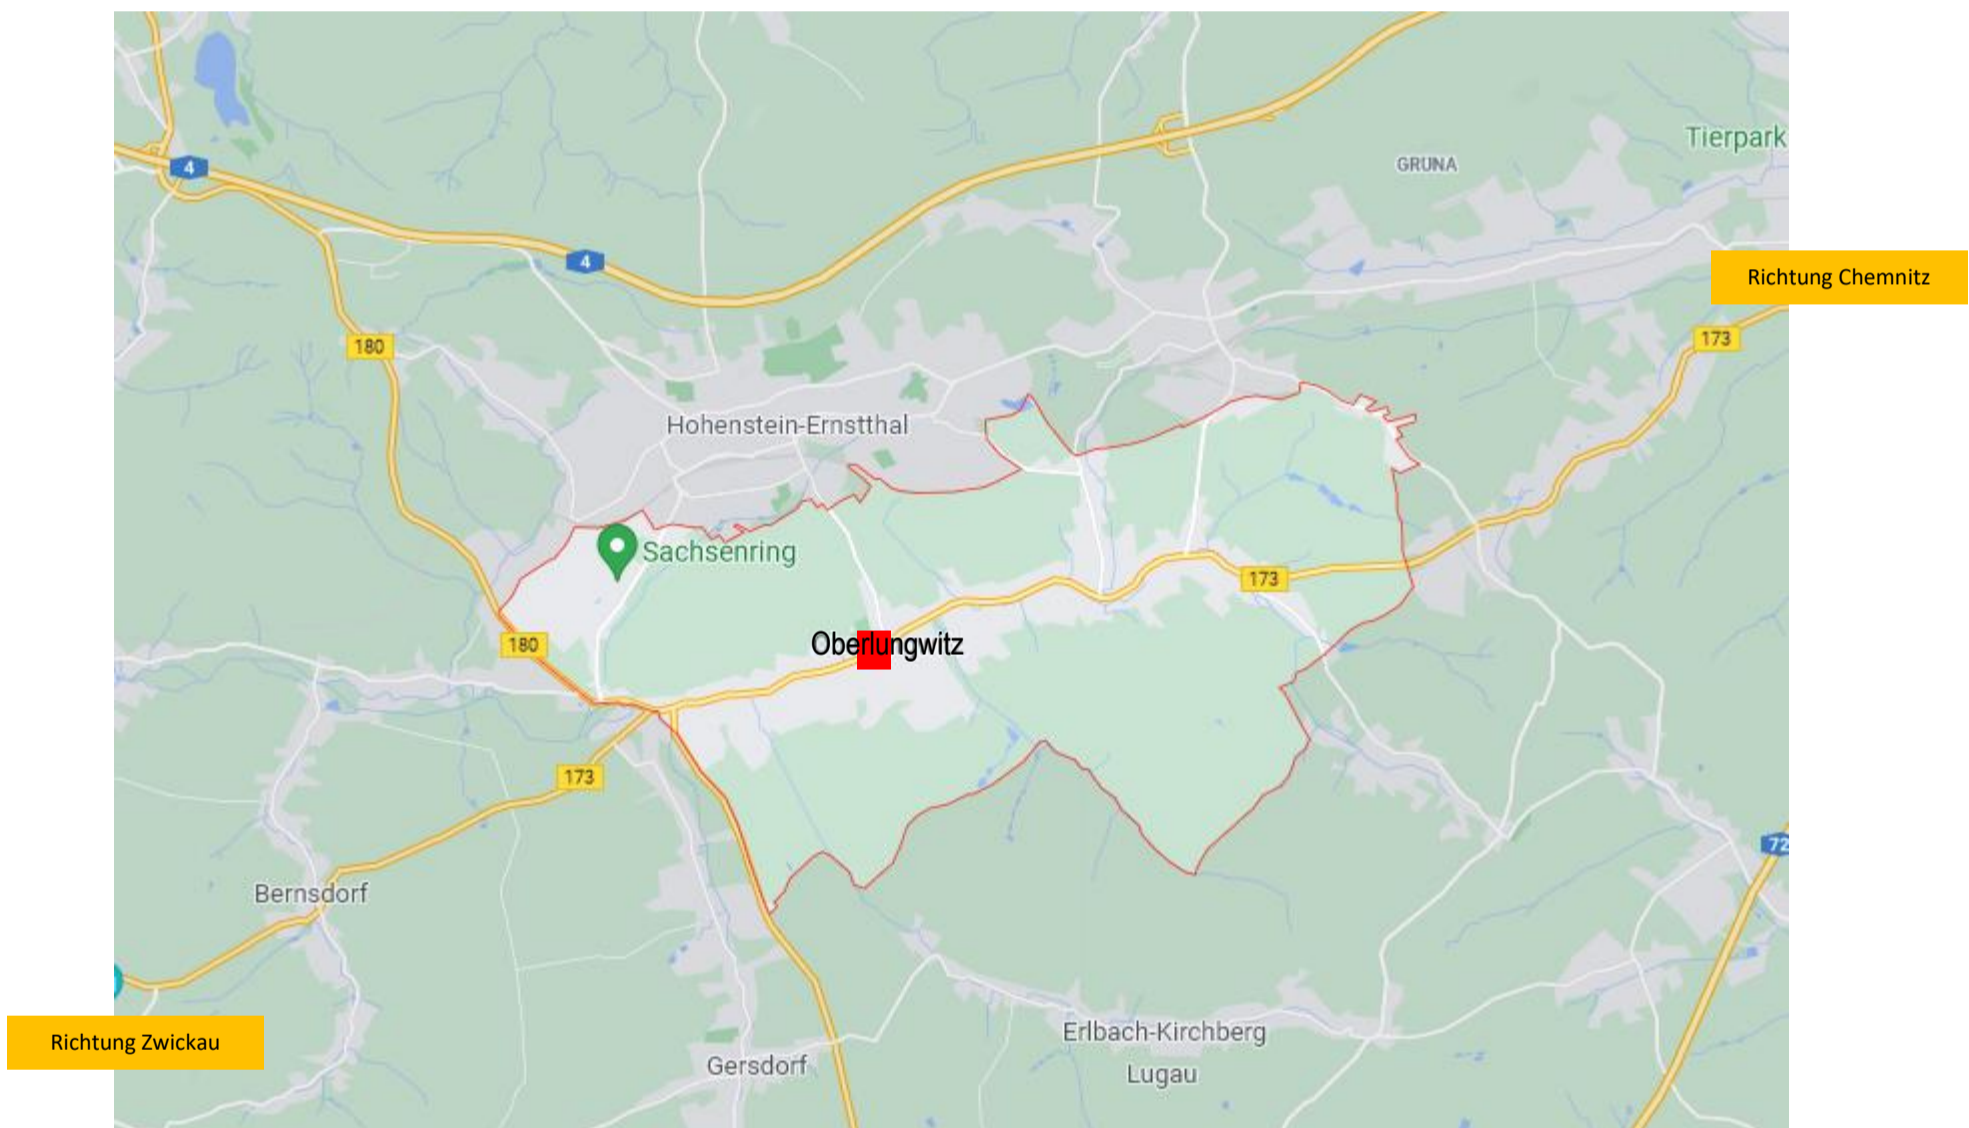 Tierpark
GRUNA
4
4
Richtung Chemnitz
180
173
Hohenstein-Ernstthal
Sachsenring
173
180
Oberlungwitz
173
72
Bernsdorf
Richtung Zwickau
Erlbach-Kirchberg
Gersdorf
Lugau